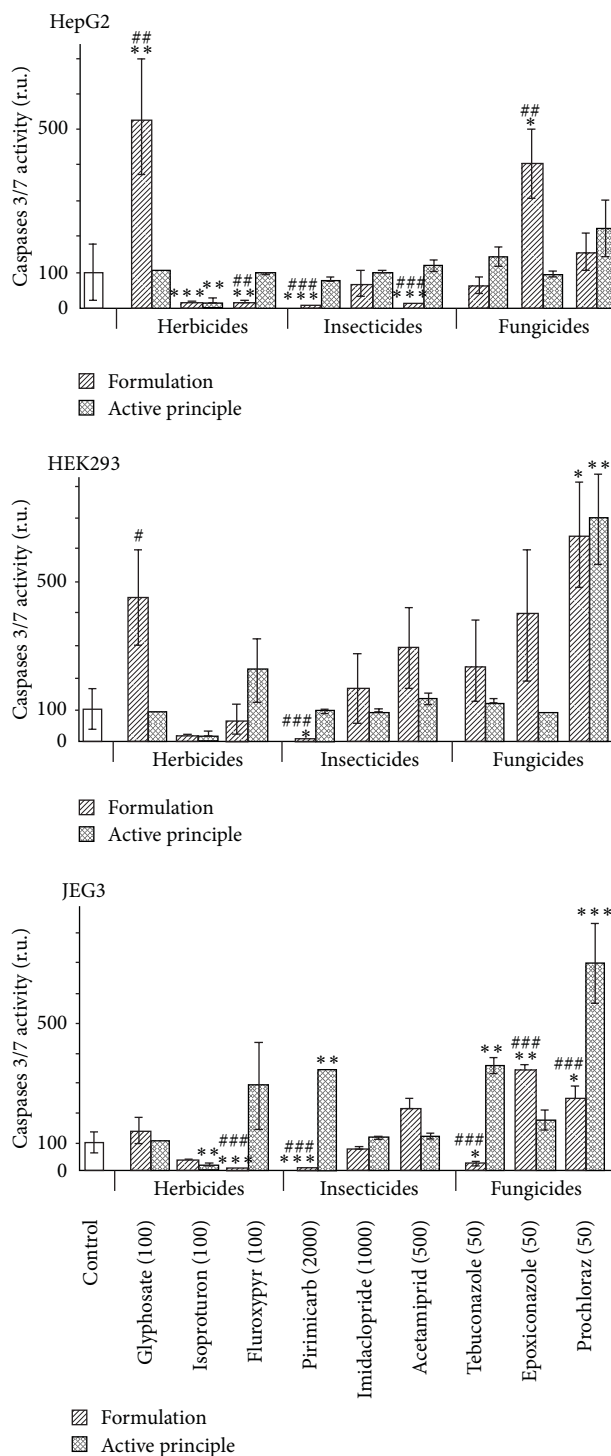 HepG2
Caspases 3/7 activity (r.u.)
500
100
0
##
**
***
**
##
**
###
***
###
***
##
*
Herbicides Insecticides Fungicides
Formulation
Active principle
HEK293
Caspases 3/7 activity (r.u.)
500
100
0
#
###
*
*
**
Herbicides Insecticides Fungicides
Formulation
Active principle
JEG3
Caspases 3/7 activity (r.u.)
500
100
0
**
###
***
###
***
**
###
*
**
###
**
###
*
***
Herbicides Insecticides Fungicides
Control
Glyphosate (100)
Isoproturon (100)
Fluroxypyr (100)
Pirimicarb (2000)
Imidaclopride (1000)
Acetamiprid (500)
Tebuconazole (50)
Epoxiconazole (50)
Prochloraz (50)
Formulation
Active principle